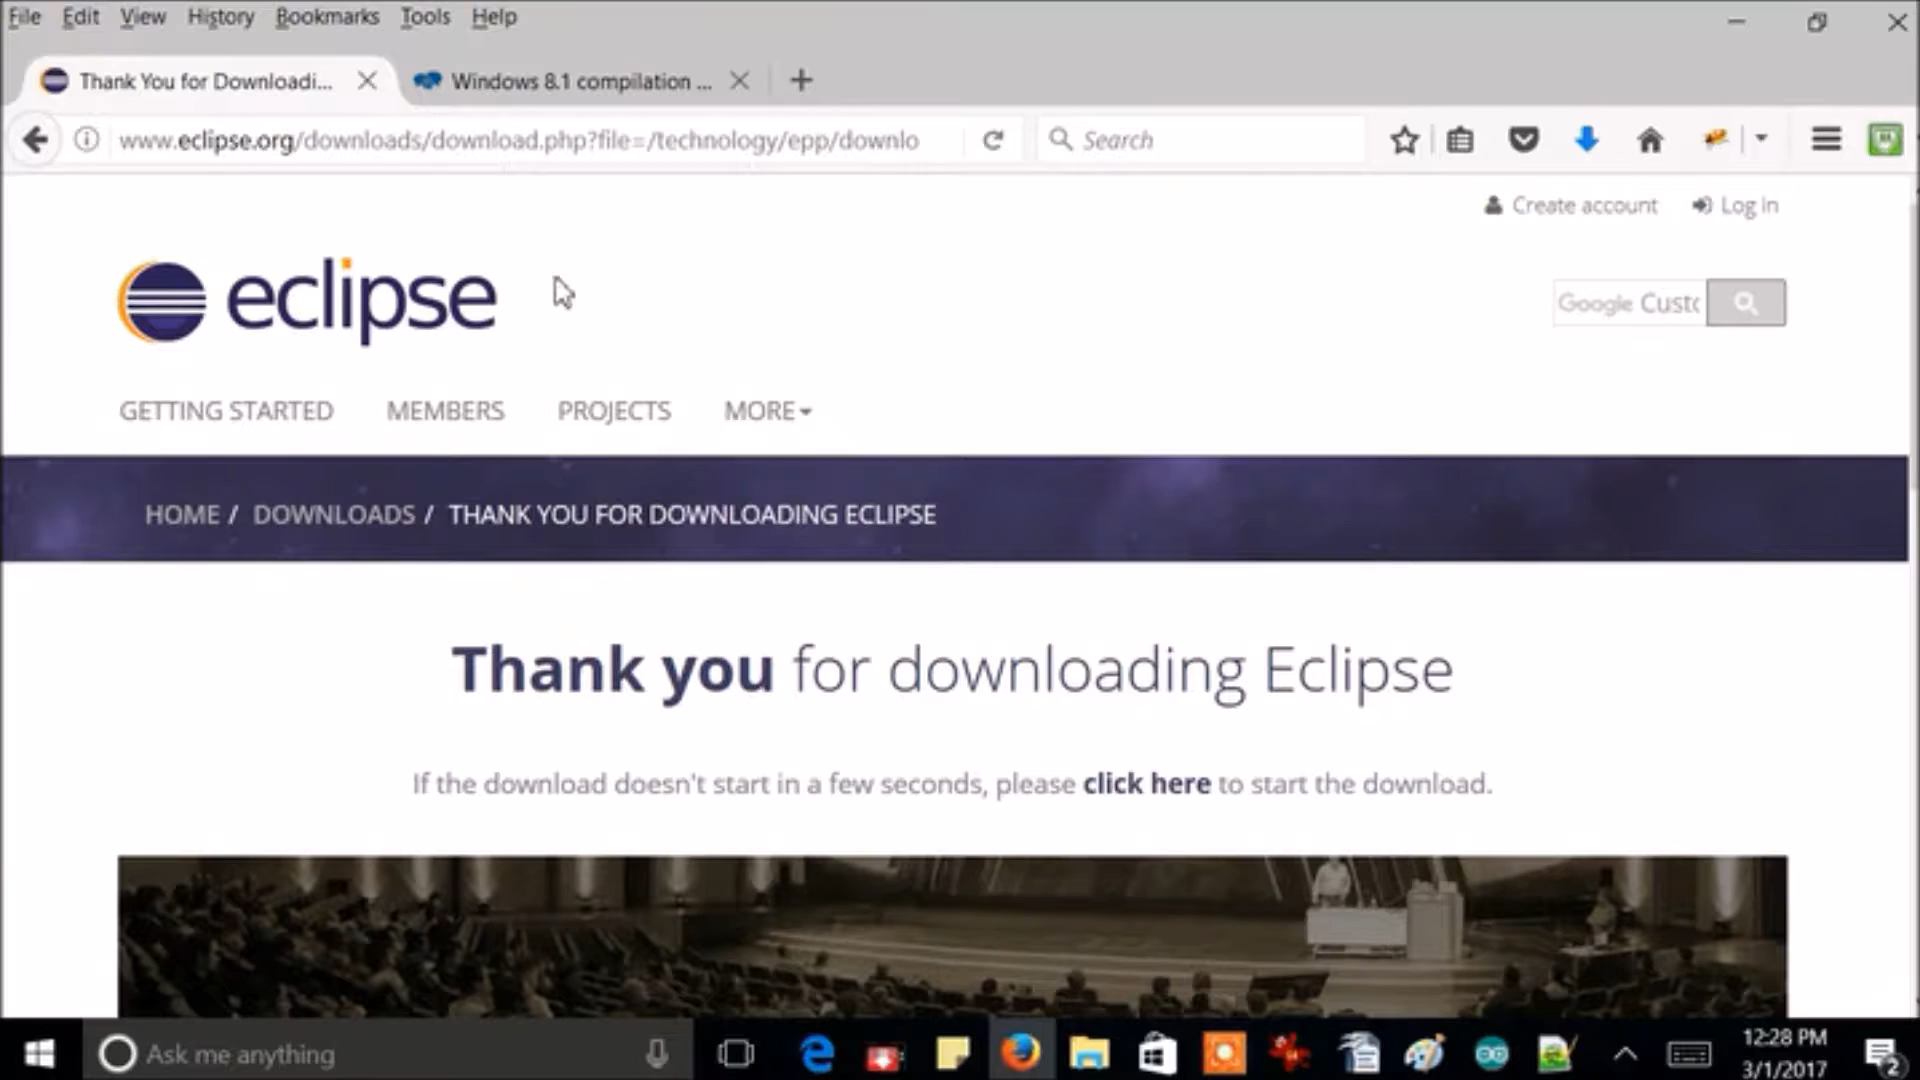 File Edit View History Bookmarks Tools Help
Thank You for Downloadi... Windows 8.1 compilation ...
www.eclipse.org/downloads/download.php?file=/technology/epp/downlo Search
Create account Log in
eclipse
Google Custc
GETTING STARTED MEMBERS PROJECTS MORE
HOME / DOWNLOADS / THANK YOU FOR DOWNLOADING ECLIPSE
Thank you for downloading Eclipse
If the download doesn't start in a few seconds, please click here to start the download.
Ask me anything
12:28 PM
3/1/2017
2